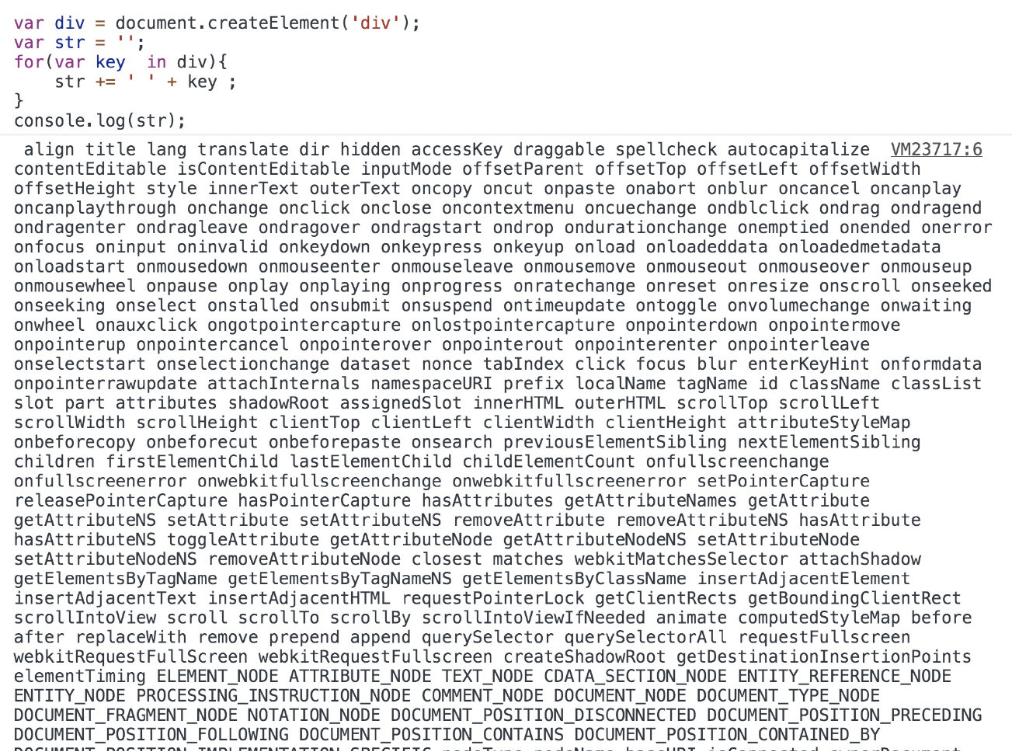 var div = document.createElement('div');
var str = '';
for(var key  in div){
    str += ' ' + key ;
}
console.log(str);
 align title lang translate dir hidden accessKey draggable spellcheck autocapitalize  VM23717:6
contentEditable isContentEditable inputMode offsetParent offsetTop offsetLeft offsetWidth
offsetHeight style innerText outerText oncopy oncut onpaste onabort onblur oncancel oncanplay
oncanplaythrough onchange onclick onclose oncontextmenu oncuechange ondblclick ondrag ondragend
ondragenter ondragleave ondragover ondragstart ondrop ondurationchange onemptied onended onerror
onfocus oninput oninvalid onkeydown onkeypress onkeyup onload onloadeddata onloadedmetadata
onloadstart onmousedown onmouseenter onmouseleave onmousemove onmouseout onmouseover onmouseup
onmousewheel onpause onplay onplaying onprogress onratechange onreset onresize onscroll onseeked
onseeking onselect onstalled onsubmit onsuspend ontimeupdate ontoggle onvolumechange onwaiting
onwheel onauxclick ongotpointercapture onlostpointercapture onpointerdown onpointermove
onpointerup onpointercancel onpointerover onpointerout onpointerenter onpointerleave
onselectstart onselectionchange dataset nonce tabIndex click focus blur enterKeyHint onformdata
onpointerrawupdate attachInternals namespaceURI prefix localName tagName id className classList
slot part attributes shadowRoot assignedSlot innerHTML outerHTML scrollTop scrollLeft
scrollWidth scrollHeight clientTop clientLeft clientWidth clientHeight attributeStyleMap
onbeforecopy onbeforecut onbeforepaste onsearch previousElementSibling nextElementSibling
children firstElementChild lastElementChild childElementCount onfullscreenchange
onfullscreenerror onwebkitfullscreenchange onwebkitfullscreenerror setPointerCapture
releasePointerCapture hasPointerCapture hasAttributes getAttributeNames getAttribute
getAttributeNS setAttribute setAttributeNS removeAttribute removeAttributeNS hasAttribute
hasAttributeNS toggleAttribute getAttributeNode getAttributeNodeNS setAttributeNode
setAttributeNodeNS removeAttributeNode closest matches webkitMatchesSelector attachShadow
getElementsByTagName getElementsByTagNameNS getElementsByClassName insertAdjacentElement
insertAdjacentText insertAdjacentHTML requestPointerLock getClientRects getBoundingClientRect
scrollIntoView scroll scrollTo scrollBy scrollIntoViewIfNeeded animate computedStyleMap before
after replaceWith remove prepend append querySelector querySelectorAll requestFullscreen
webkitRequestFullScreen webkitRequestFullscreen createShadowRoot getDestinationInsertionPoints
elementTiming ELEMENT_NODE ATTRIBUTE_NODE TEXT_NODE CDATA_SECTION_NODE ENTITY_REFERENCE_NODE
ENTITY_NODE PROCESSING_INSTRUCTION_NODE COMMENT_NODE DOCUMENT_NODE DOCUMENT_TYPE_NODE
DOCUMENT_FRAGMENT_NODE NOTATION_NODE DOCUMENT_POSITION_DISCONNECTED DOCUMENT_POSITION_PRECEDING
DOCUMENT_POSITION_FOLLOWING DOCUMENT_POSITION_CONTAINS DOCUMENT_POSITION_CONTAINED_BY